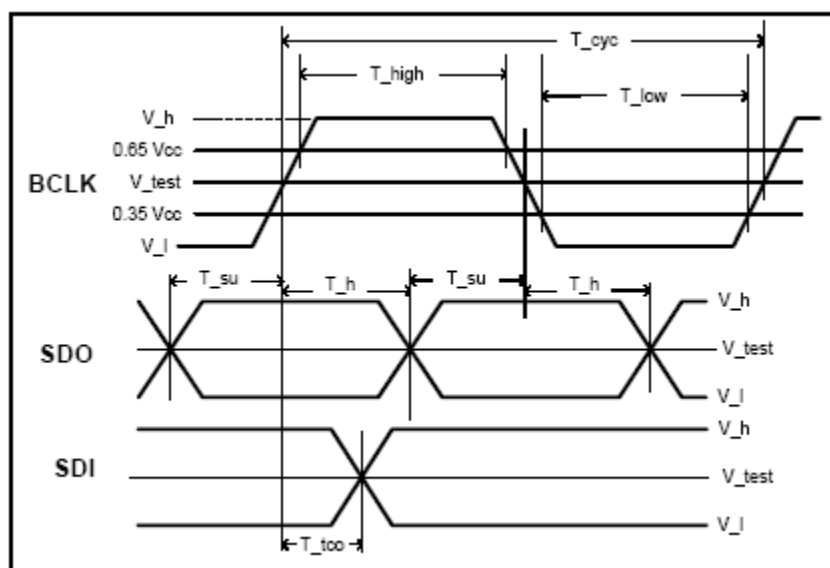 T_cyc
T_high
T_low
V_h
0.65 Vcc
BCLK
V_test
0.35 Vcc
V_l
T_su
T_h
T_su
T_h
V_h
SDO
V_test
V_l
V_h
SDI
V_test
V_l
T_tco